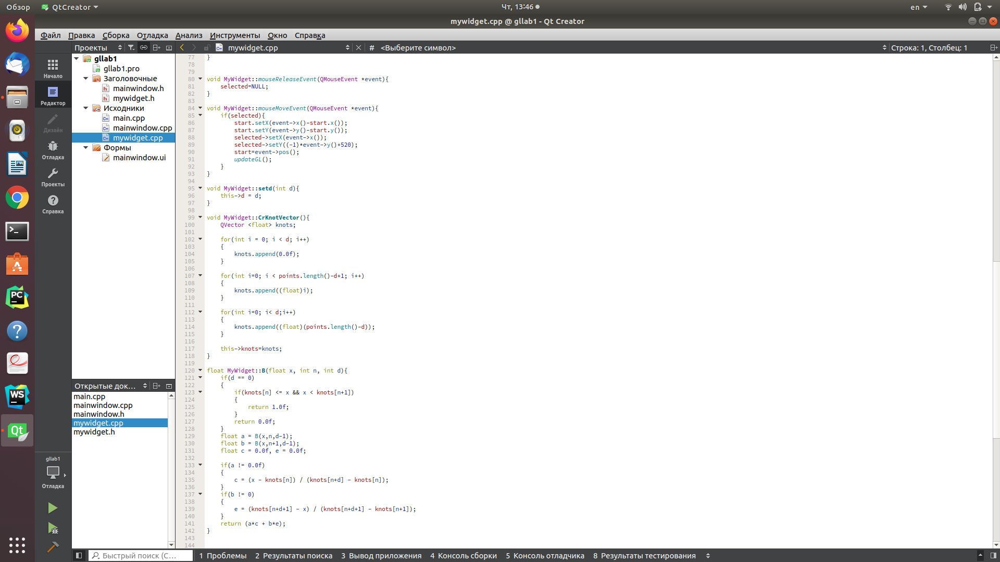 Обзор
QtCreator
Чт, 13:46
en
mywidget.cpp @ gllab1 - Qt Creator
Файл Правка Сборка Отладка Анализ Инструменты Окно Справка
Проекты
mywidget.cpp
# <Выберите символ>
Строка: 1, Столбец: 1
Начало
Редактор
Дизайн
Отладка
Проекты
Справка
gllab1
gllab1.pro
Заголовочные
mainwindow.h
mywidget.h
Исходники
main.cpp
mainwindow.cpp
mywidget.cpp
Формы
mainwindow.ui
Открытые док...
main.cpp
mainwindow.cpp
mainwindow.h
mywidget.cpp
mywidget.h
gllab1
Отладка
77 }
78
79
80 void MyWidget::mouseReleaseEvent(QMouseEvent *event){
81     selected=NULL;
82 }
83
84 void MyWidget::mouseMoveEvent(QMouseEvent *event){
85     if(selected){
86         start.setX(event->x()-start.x());
87         start.setY(event->y()-start.y());
88         selected->setX(event->x());
89         selected->setY((-1)*event->y()+520);
90         start=event->pos();
91         updateGL();
92     }
93 }
94
95 void MyWidget::setd(int d){
96     this->d = d;
97 }
98
99 void MyWidget::CrKnotVector(){
100     QVector <float> knots;
101
102     for(int i = 0; i < d; i++)
103     {
104         knots.append(0.0f);
105     }
106
107     for(int i=0; i < points.length()-d+1; i++)
108     {
109         knots.append((float)i);
110     }
111
112     for(int i=0; i< d;i++)
113     {
114         knots.append((float)(points.length()-d));
115     }
116
117     this->knots=knots;
118 }
119
120 float MyWidget::B(float x, int n, int d){
121     if(d == 0)
122     {
123         if(knots[n] <= x && x < knots[n+1])
124         {
125             return 1.0f;
126         }
127         return 0.0f;
128     }
129     float a = B(x,n,d-1);
130     float b = B(x,n+1,d-1);
131     float c = 0.0f, e = 0.0f;
132
133     if(a != 0.0f)
134     {
135         c = (x - knots[n]) / (knots[n+d] - knots[n]);
136     }
137     if(b != 0)
138     {
139         e = (knots[n+d+1] - x) / (knots[n+d+1] - knots[n+1]);
140     }
141     return (a*c + b*e);
142 }
143
144
Быстрый поиск (C...
1 Проблемы 2 Результаты поиска 3 Вывод приложения 4 Консоль сборки 5 Консоль отладчика 8 Результаты тестирования
PC
WS
Qt